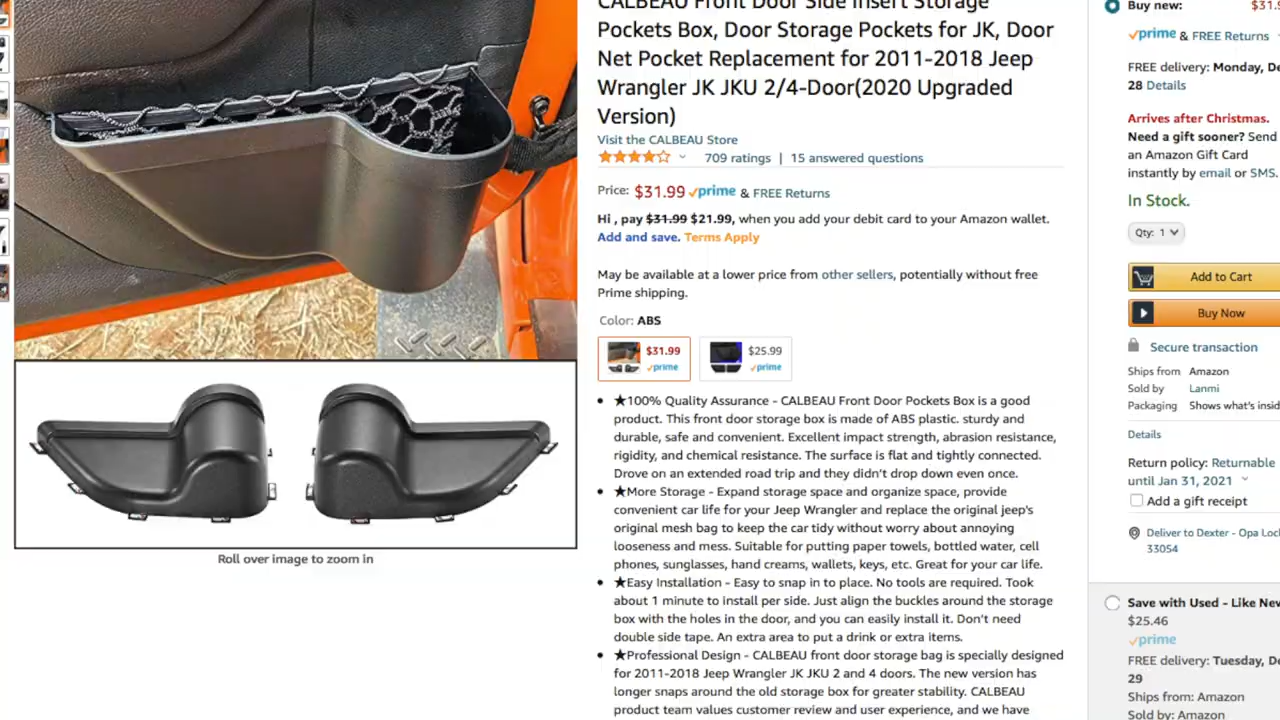 CALBEAU Front Door Side Insert Storage
Pockets Box, Door Storage Pockets for JK, Door
Net Pocket Replacement for 2011-2018 Jeep
Wrangler JK JKU 2/4-Door(2020 Upgraded
Version)
Visit the CALBEAU Store
709 ratings | 15 answered questions
Price: $31.99 prime & FREE Returns
Hi , pay $31.99 $21.99, when you add your debit card to your Amazon wallet.
Add and save. Terms Apply
May be available at a lower price from other sellers, potentially without free
Prime shipping.
Color: ABS
$31.99 $25.99
prime prime
★100% Quality Assurance - CALBEAU Front Door Pockets Box is a good
product. This front door storage box is made of ABS plastic. sturdy and
durable, safe and convenient. Excellent impact strength, abrasion resistance,
rigidity, and chemical resistance. The surface is flat and tightly connected.
Drove on an extended road trip and they didn't drop down even once.
★More Storage - Expand storage space and organize space, provide
convenient car life for your Jeep Wrangler and replace the original jeep's
original mesh bag to keep the car tidy without worry about annoying
looseness and mess. Suitable for putting paper towels, bottled water, cell
phones, sunglasses, hand creams, wallets, keys, etc. Great for your car life.
★Easy Installation - Easy to snap in to place. No tools are required. Took
about 1 minute to install per side. Just align the buckles around the storage
box with the holes in the door, and you can easily install it. Don't need
double side tape. An extra area to put a drink or extra items.
★Professional Design - CALBEAU front door storage bag is specially designed
for 2011-2018 Jeep Wrangler JK JKU 2 and 4 doors. The new version has
longer snaps around the old storage box for greater stability. CALBEAU
product team values customer review and user experience, and we have
Roll over image to zoom in
Buy new: $31.9
prime & FREE Returns
FREE delivery: Monday, De
28 Details
Arrives after Christmas.
Need a gift sooner? Send
an Amazon Gift Card
instantly by email or SMS.
In Stock.
Qty: 1
Add to Cart
Buy Now
Secure transaction
Ships from Amazon
Sold by Lanmi
Packaging Shows what's insid
Details
Return policy: Returnable
until Jan 31, 2021
Add a gift receipt
Deliver to Dexter - Opa Loc
33054
Save with Used - Like New
$25.46
prime
FREE delivery: Tuesday, De
29
Ships from: Amazon
Sold by: Amazon